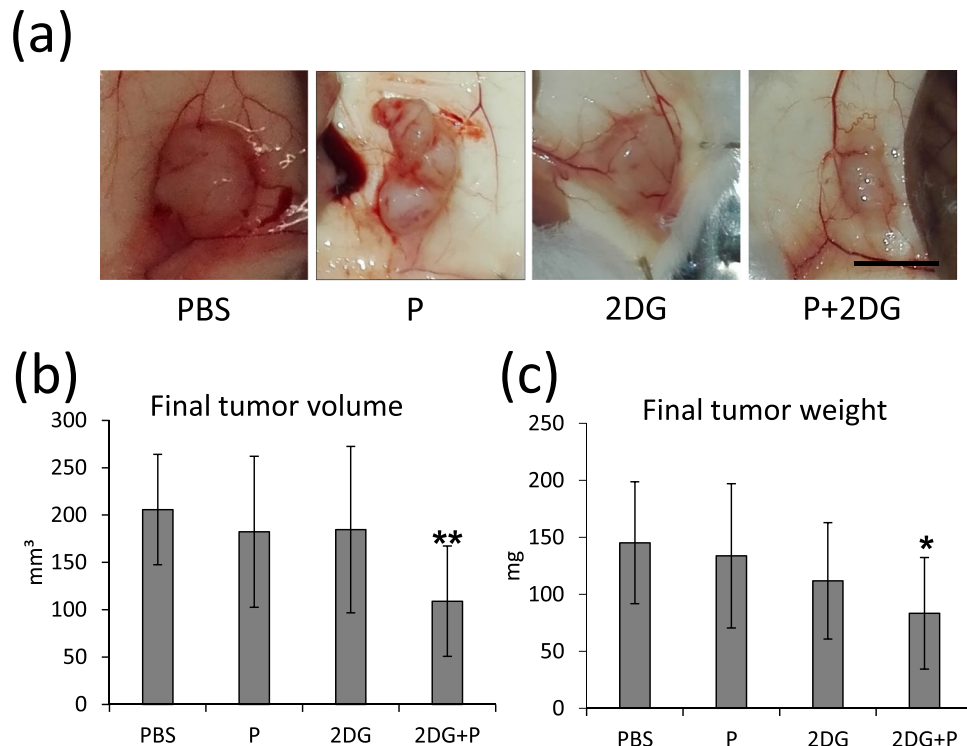 (a)
PBS
P
2DG
P+2DG
(b)
Final tumor volume
300
250
200
150
100
50
0
mm³
**
PBS
P
2DG
2DG+P
(c)
Final tumor weight
250
200
150
100
50
0
mg
*
PBS
P
2DG
2DG+P